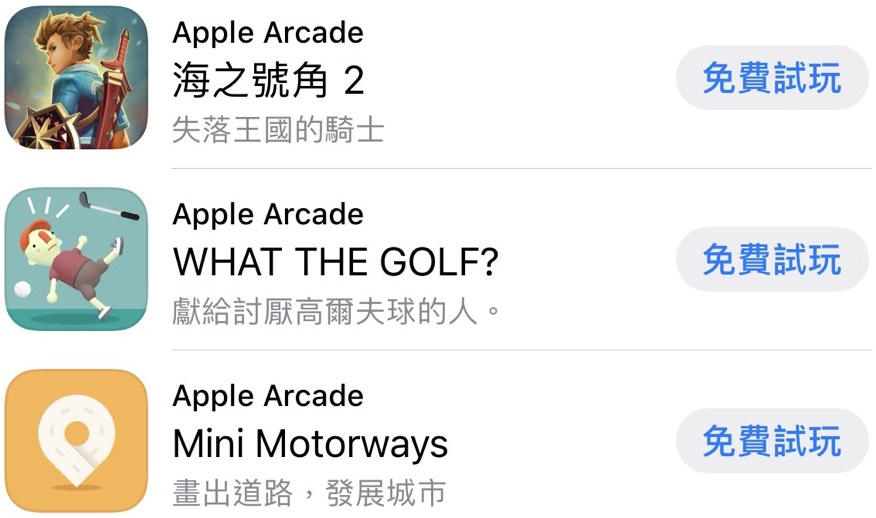 Apple Arcade
海之號角 2
失落王國的騎士
免費試玩
Apple Arcade
WHAT THE GOLF?
獻給討厭高爾夫球的人。
免費試玩
Apple Arcade
Mini Motorways
畫出道路，發展城市
免費試玩